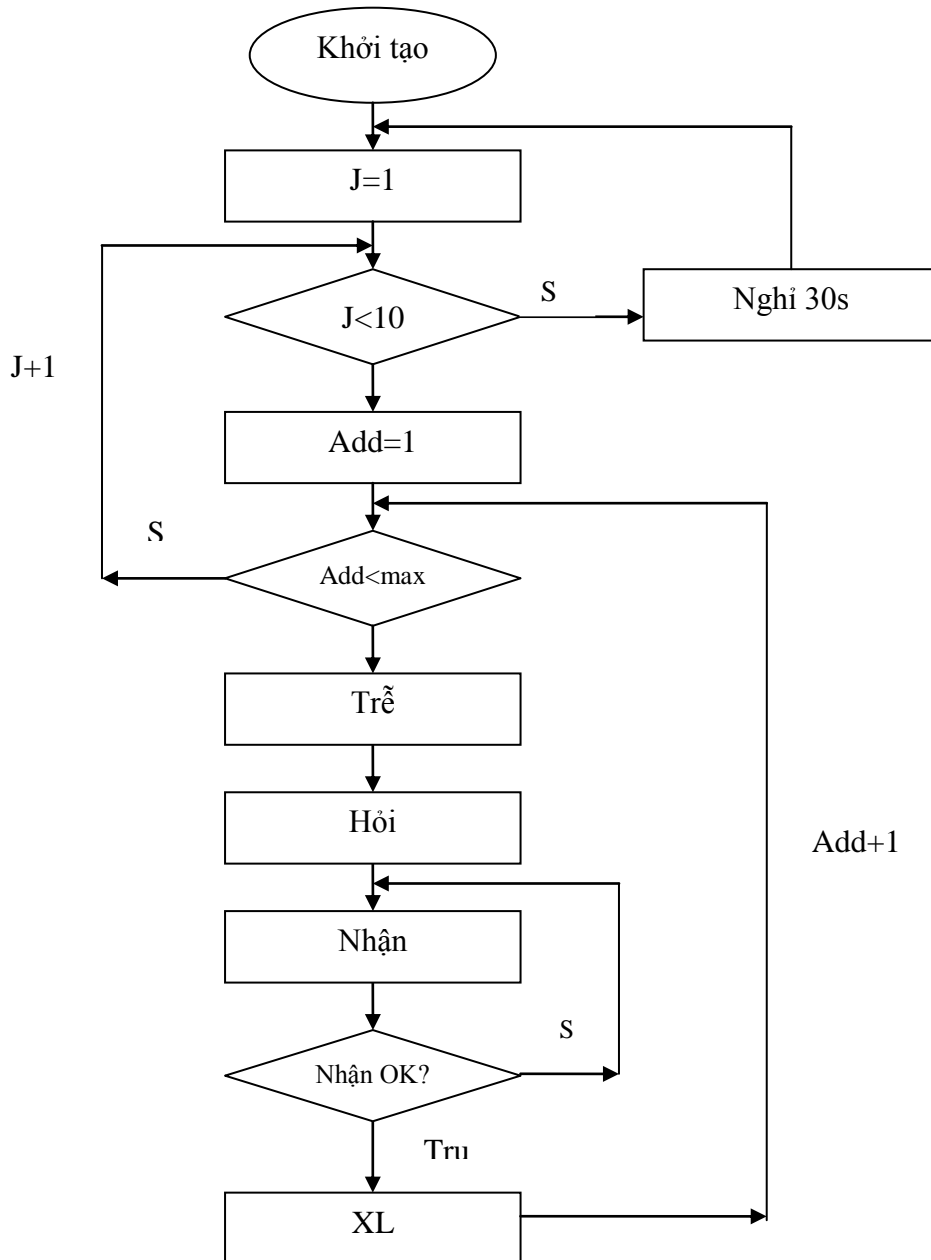 Khởi tạo
J=1
J<10
S
Nghỉ 30s
J+1
Add=1
S
Add<max
Trễ
Hỏi
Add+1
Nhận
S
Nhận OK?
Tru
XL